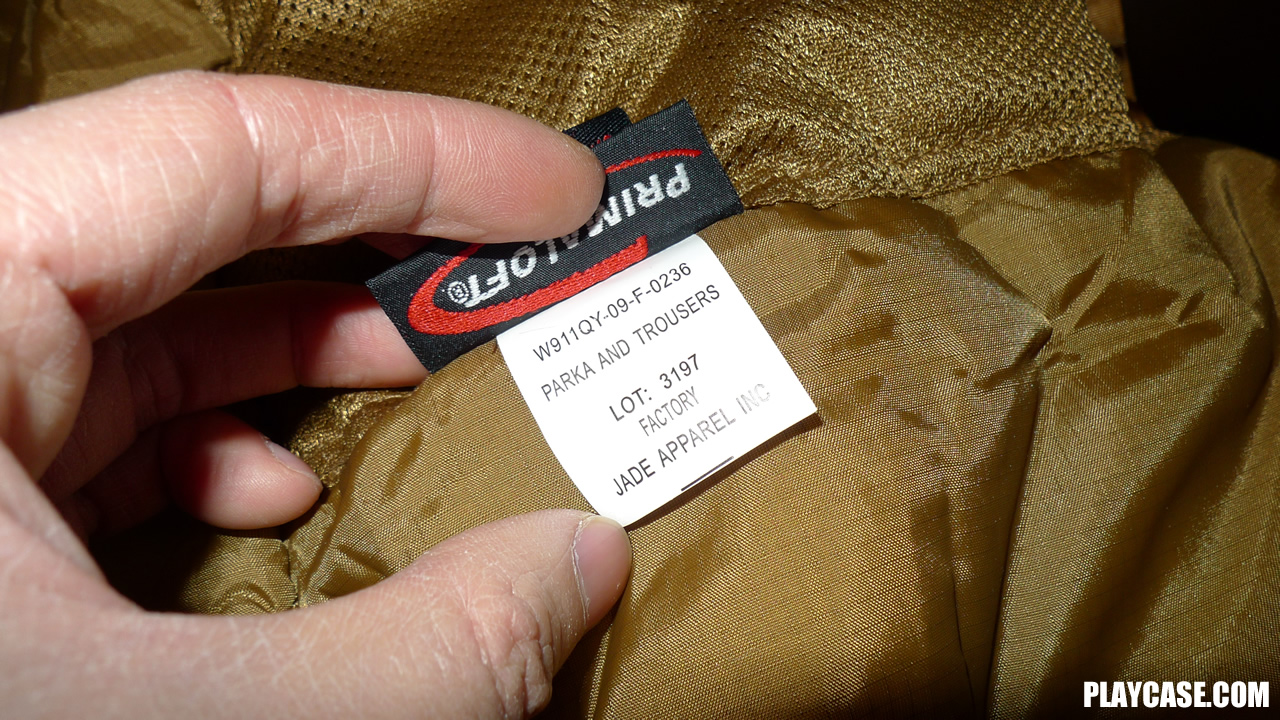 PRIMALOFT®
W911QY-09-F-0236
PARKA AND TROUSERS
LOT: 3197
FACTORY
JADE APPAREL INC
PLAYCASE.COM